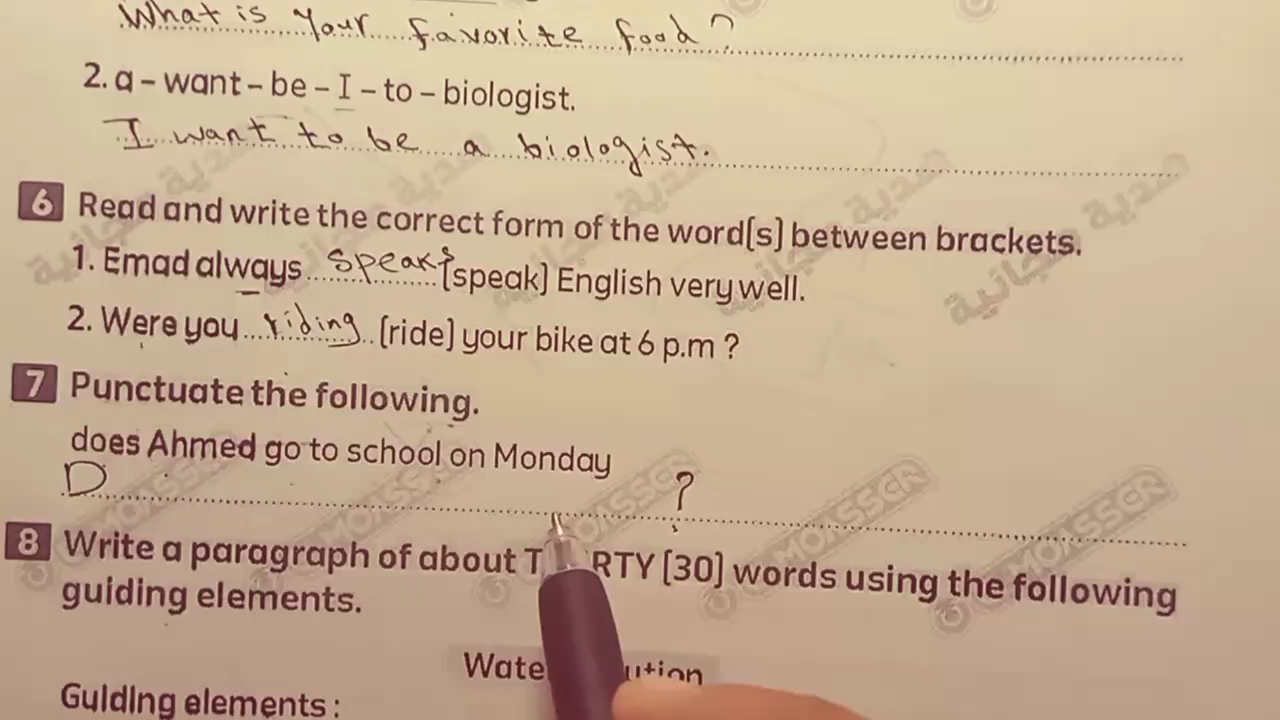 What is your favorite food?
2. a – want – be – I – to – biologist.
I want to be a biologist.
6 Read and write the correct form of the word(s) between brackets.
1. Emad always speaks [speak] English very well.
2. Were you riding [ride] your bike at 6 p.m ?
7 Punctuate the following.
does Ahmed go to school on Monday
D ?
8 Write a paragraph of about RTY [30] words using the following
guiding elements.
Guiding elements :